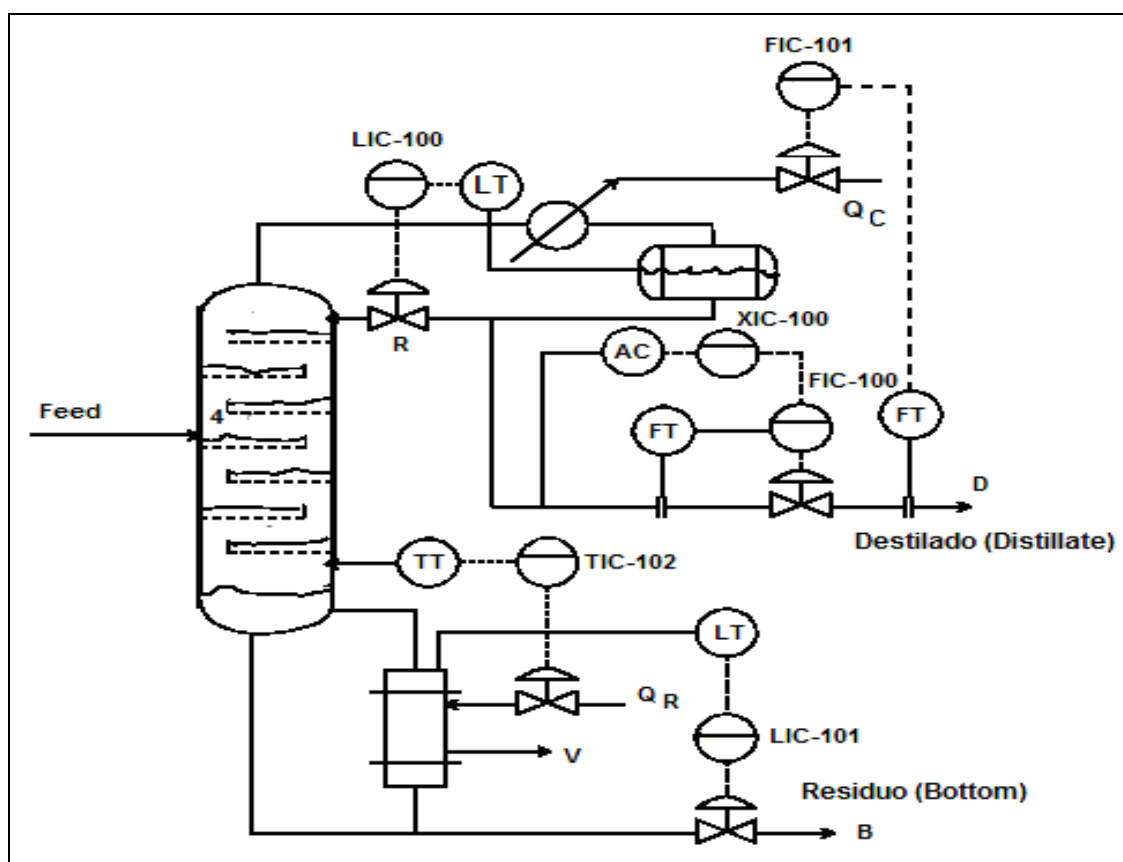 FIC-101
LIC-100
LT
Q C
XIC-100
R
AC
FIC-100
Feed
4
FT
FT
D
Destilado (Distillate)
TT
TIC-102
LT
Q R
LIC-101
V
Residuo (Bottom)
B